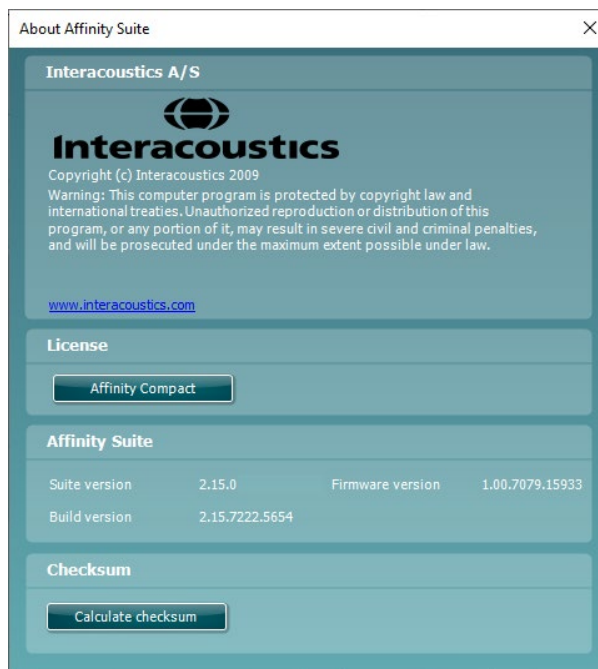 About Affinity Suite
Interacoustics A/S
Interacoustics
Copyright (c) Interacoustics 2009
Warning: This computer program is protected by copyright law and
international treaties. Unauthorized reproduction or distribution of this
program, or any portion of it, may result in severe civil and criminal penalties,
and will be prosecuted under the maximum extent possible under law.
www.interacoustics.com
License
Affinity Compact
Affinity Suite
Suite version 2.15.0 Firmware version 1.00.7079.15933
Build version 2.15.7222.5654
Checksum
Calculate checksum